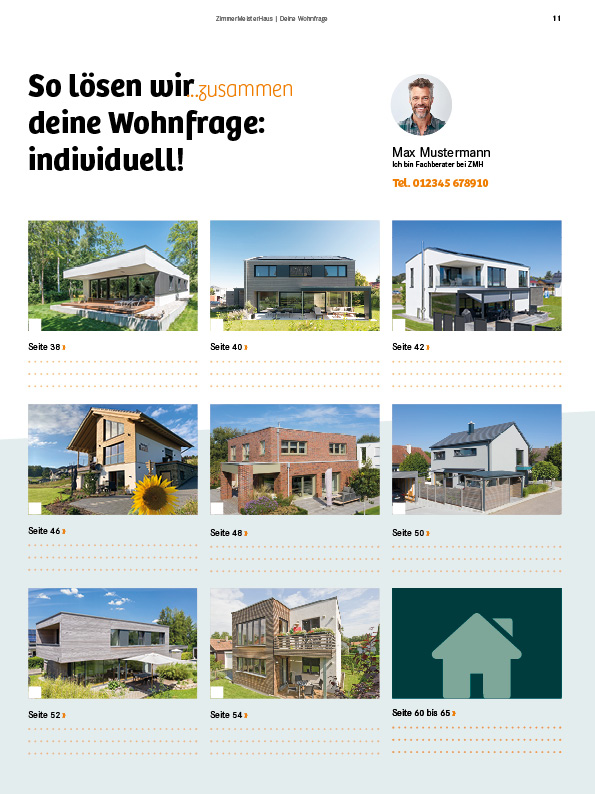 ZimmerMeisterHaus | Deine Wohnfrage
11
So lösen wir ...zusammen
deine Wohnfrage:
individuell!
Max Mustermann
Ich bin Fachberater bei ZMH
Tel. 012345 678910
Seite 38 »
Seite 40 »
Seite 42 »
Seite 46 »
Seite 48 »
Seite 50 »
Seite 52 »
Seite 54 »
Seite 60 bis 65 »